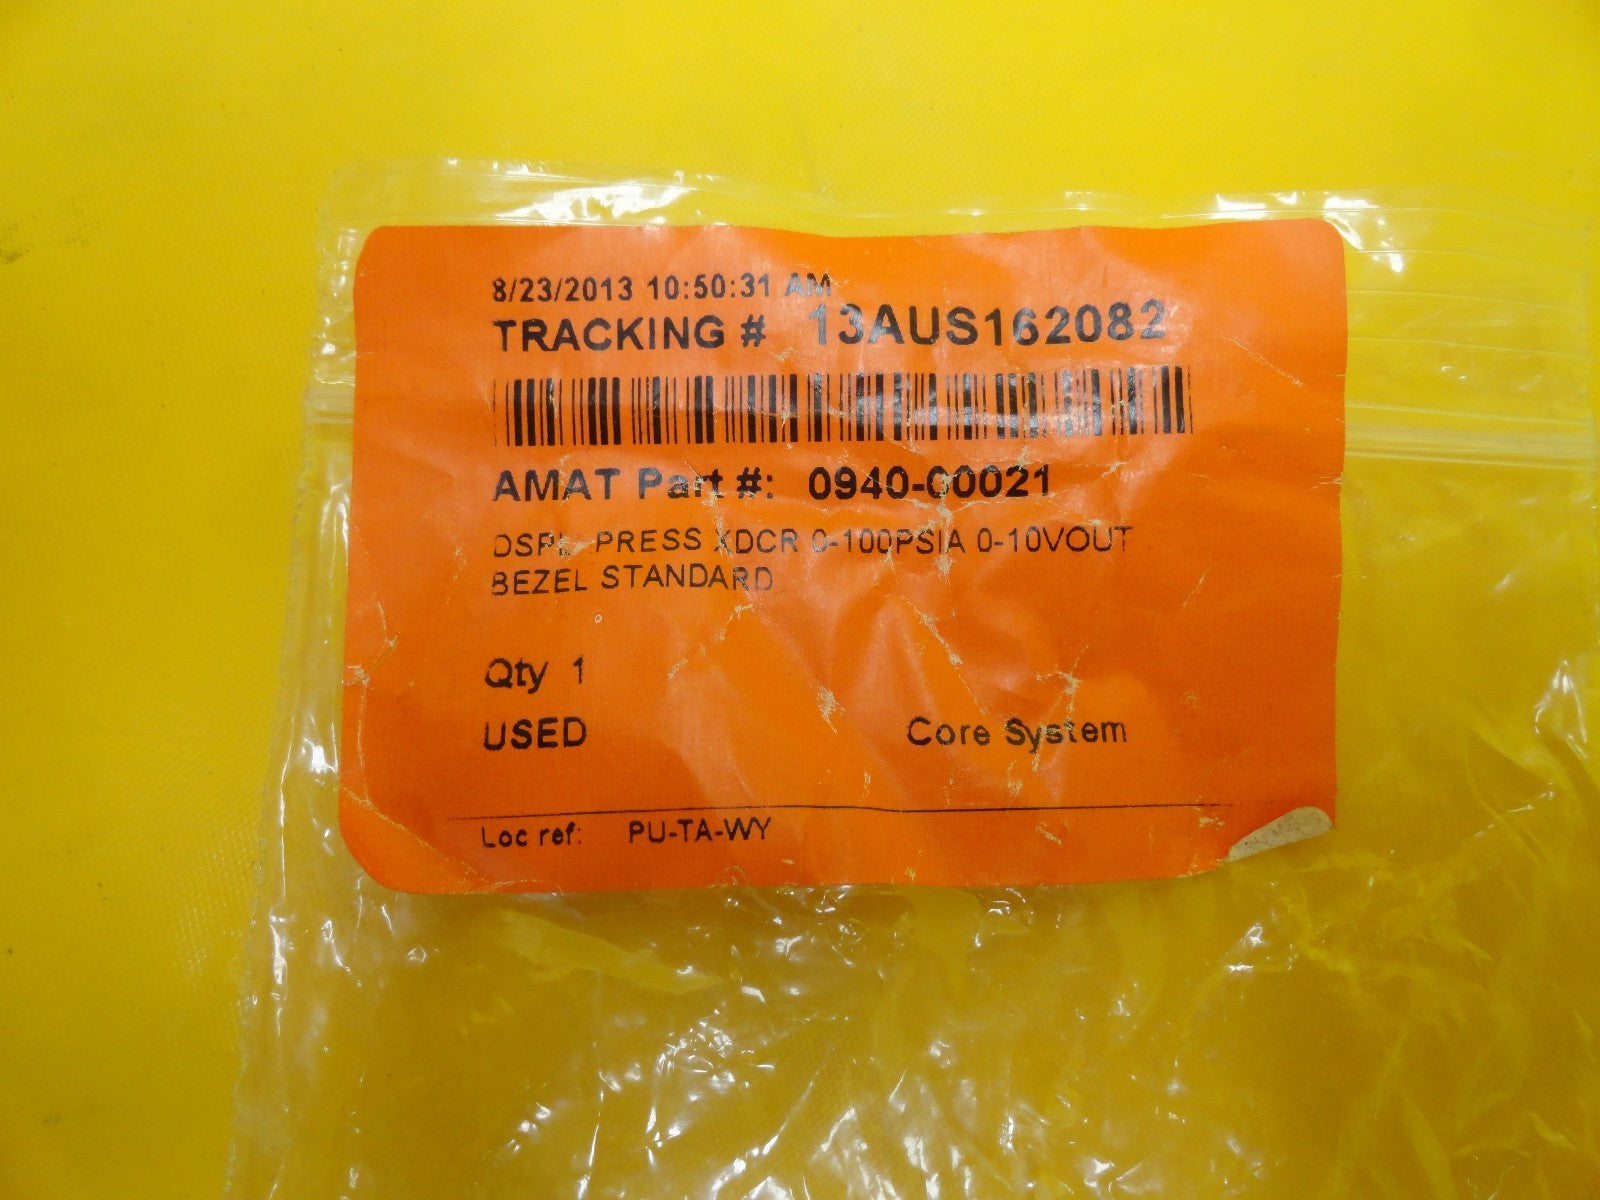 8/23/2013 10:50:31 AM
TRACKING # 13AUS162082
AMAT Part #: 0940-00021
DSPL PRESS XDCR 0-100PSIA 0-10VOUT
BEZEL STANDARD
Qty 1
USED Core System
Loc ref: PU-TA-WY